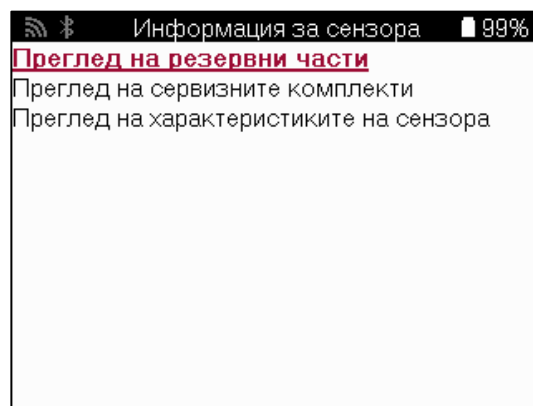 Информация за сензора 99%
Преглед на резервни части
Преглед на сервизните комплекти
Преглед на характеристиките на сензора